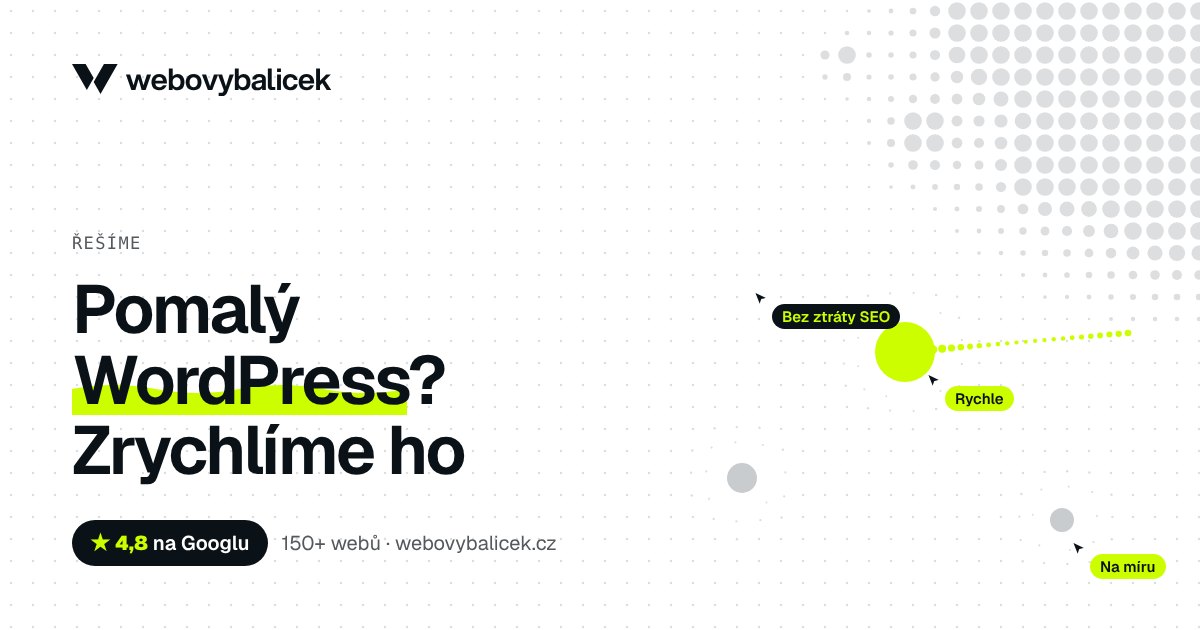 webovybalicek
ŘEŠÍME
Pomalý
WordPress?
Zrychlíme ho
★ 4,8 na Googlu
150+ webů · webovybalicek.cz
Bez ztráty SEO
Rychle
Na míru